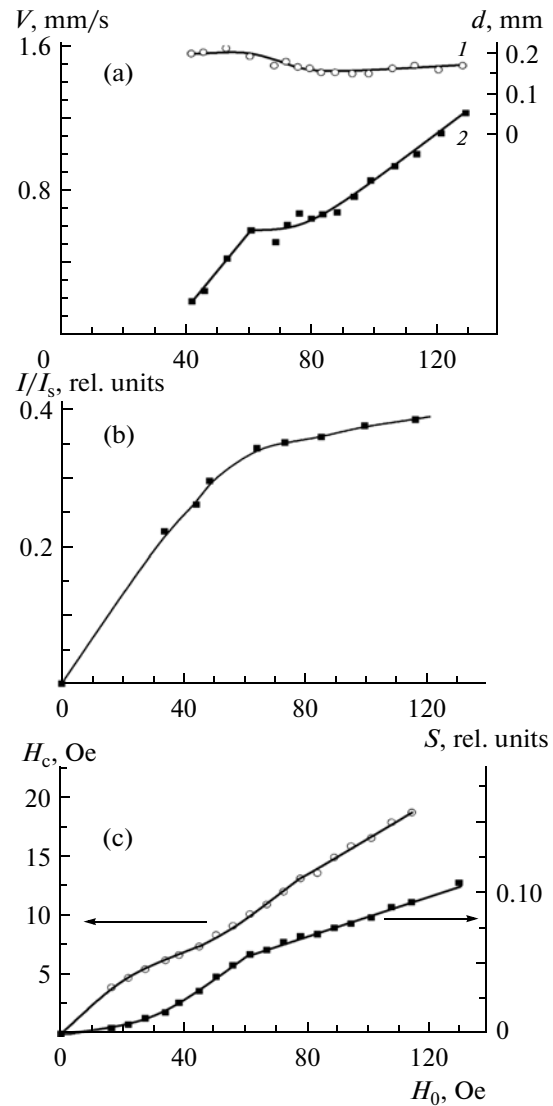 V, mm/s d, mm
1.6 1 0.2
(a)
0.1
2 0
0.8
0 40 80 120
I/Is, rel. units
0.4
(b)
0.2
0 40 80 120
Hc, Oe S, rel. units
20
(c)
15
10 0.10
5
0
0 40 80 120
H0, Oe